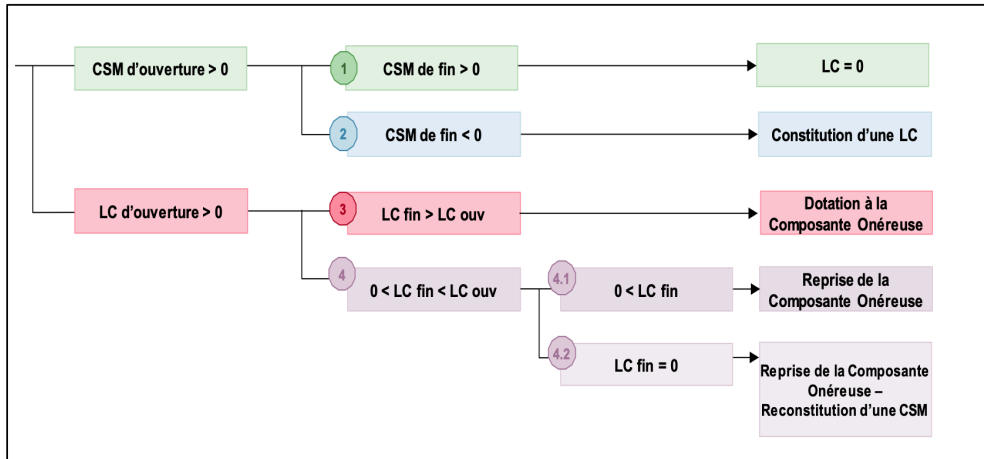 CSM d'ouverture > 0
1
CSM de fin > 0
LC = 0
2
CSM de fin < 0
Constitution d'une LC
LC d'ouverture > 0
3
LC fin > LC ouv
Dotation à la
Composante Onéreuse
4
0 < LC fin < LC ouv
4.1
0 < LC fin
Reprise de la
Composante Onéreuse
4.2
LC fin = 0
Reprise de la Composante
Onéreuse –
Reconstitution d'une CSM